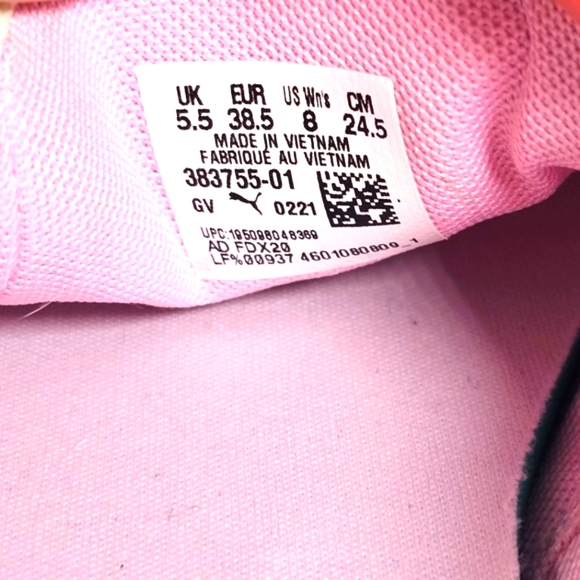 UK EUR US Wn's CM
5.5 38.5 8 24.5
MADE IN VIETNAM
FABRIQUÉ AU VIETNAM
383755-01
GV 0221
UPC:195098048369
AD FDX20
LF%00937 4601080809_1